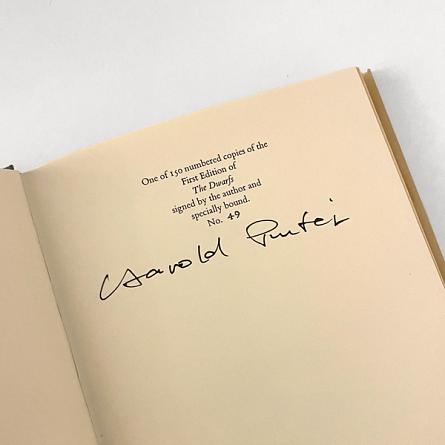 One of 150 numbered copies of the
First Edition of
The Dwarfs
signed by the author and
specially bound.
No. 49
Harold Pinter